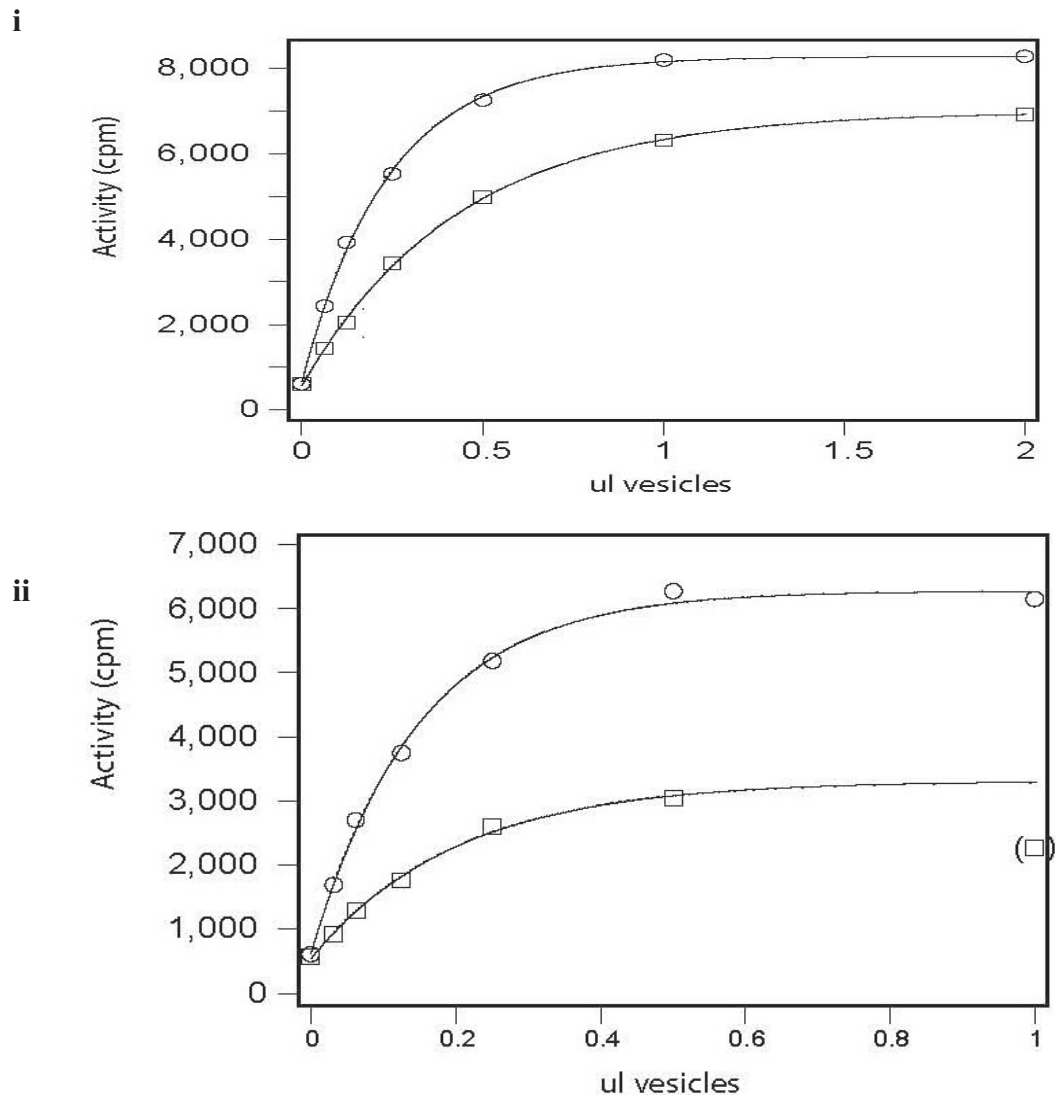 i
8,000
6,000
4,000
2,000
0
Activity (cpm)
0 0.5 1 1.5 2
ul vesicles
ii
7,000
6,000
5,000
4,000
3,000
2,000
1,000
0
Activity (cpm)
( )
0 0.2 0.4 0.6 0.8 1
ul vesicles